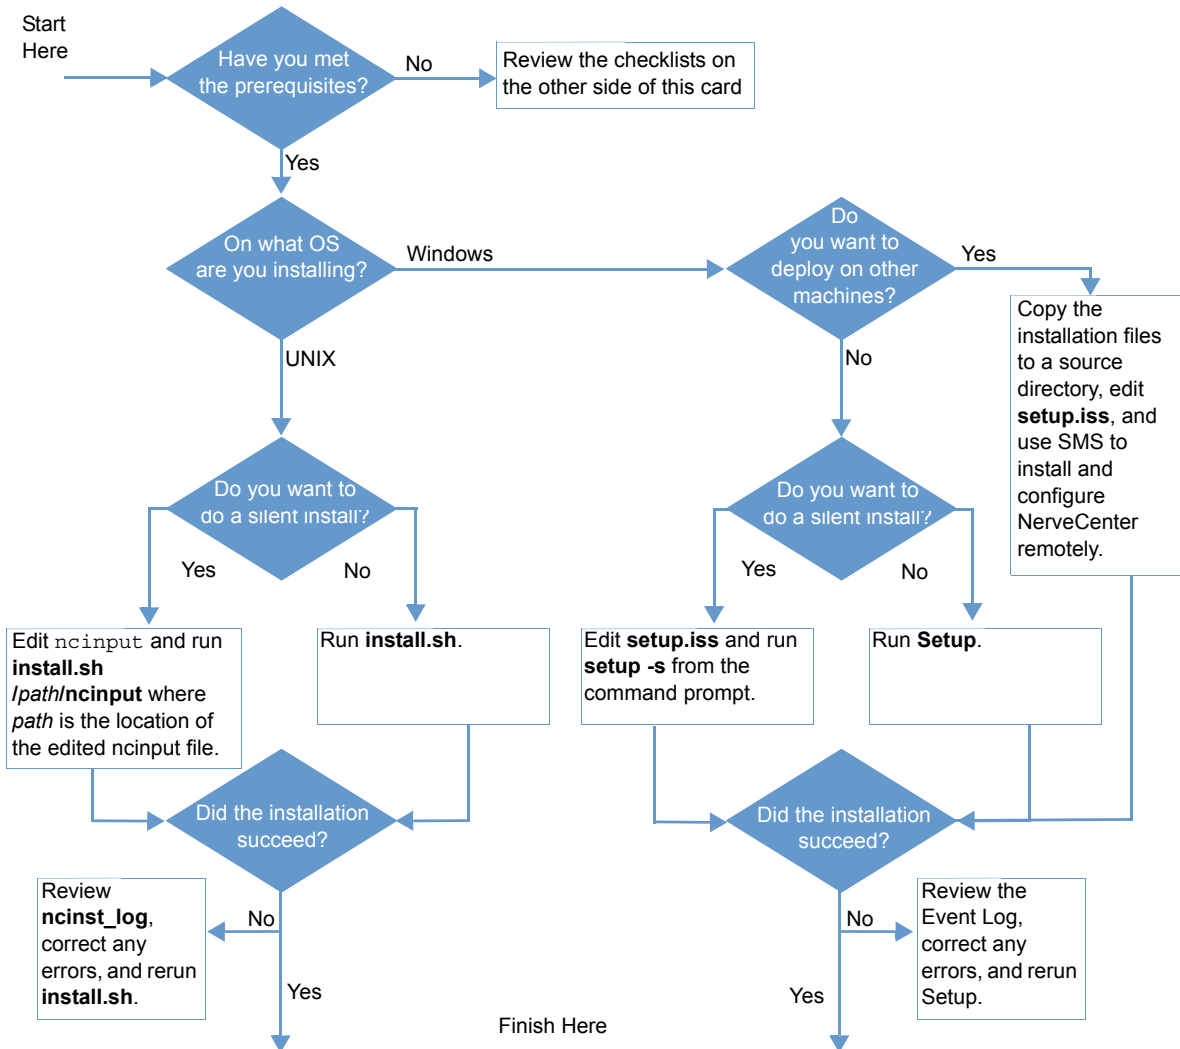 Start
Here
Have you met
the prerequisites?
No
Review the checklists on
the other side of this card
Yes
On what OS
are you installing?
Windows
Do
you want to
deploy on other
machines?
Yes
Copy the
installation files
to a source
directory, edit
setup.iss, and
use SMS to
install and
configure
NerveCenter
remotely.
UNIX
No
Do you want to
do a silent install?
Yes
No
Do you want to
do a silent install?
Yes
No
Edit ncinput and run
install.sh
/path/ncinput where
path is the location of
the edited ncinput file.
Run install.sh.
Edit setup.iss and run
setup -s from the
command prompt.
Run Setup.
Did the installation
succeed?
Did the installation
succeed?
Review
ncinst_log,
correct any
errors, and rerun
install.sh.
No
Yes
No
Review the
Event Log,
correct any
errors, and rerun
Setup.
Yes
Finish Here